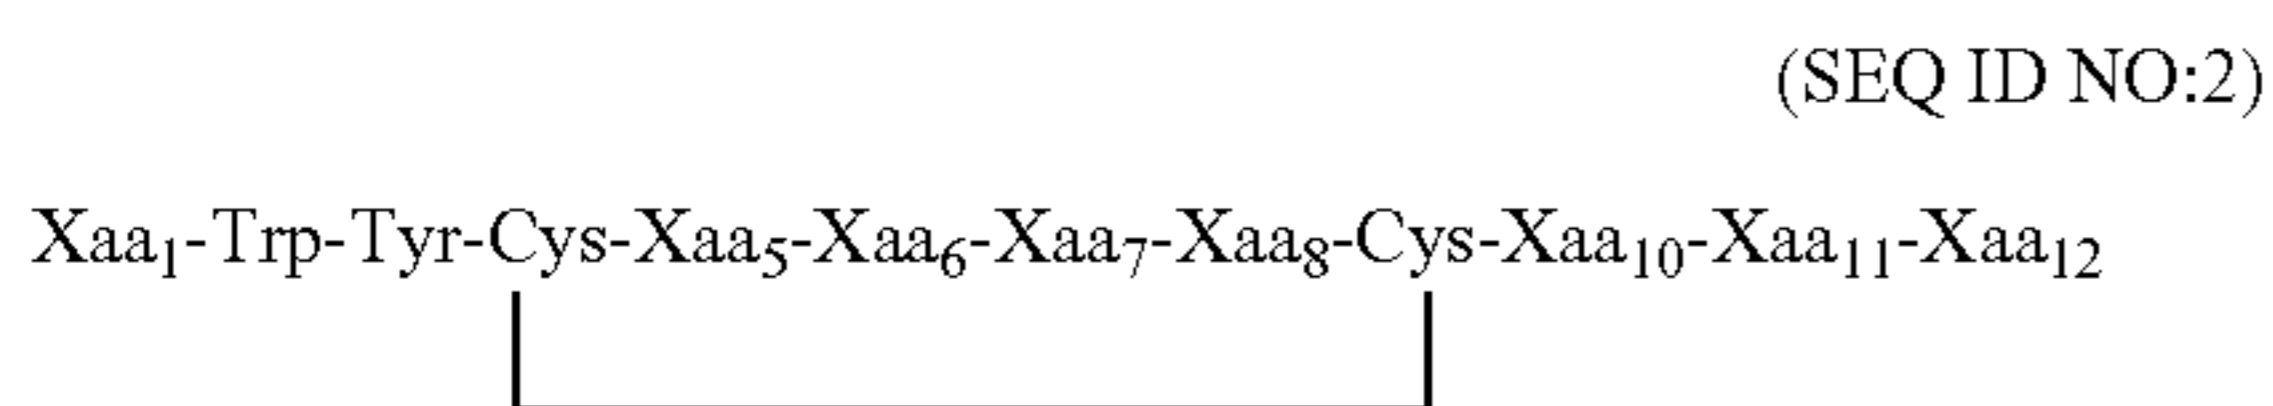 (SEQ ID NO:2)
Xaa₁-Trp-Tyr-Cys-Xaa₅-Xaa₆-Xaa₇-Xaa₈-Cys-Xaa₁₀-Xaa₁₁-Xaa₁₂